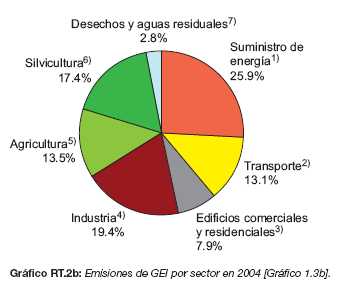 Desechos y aguas residuales7)
2.8%
Suministro de
energía1)
25.9%
Silvicultura6)
17.4%
Agricultura5)
13.5%
Transporte2)
13.1%
Industria4)
19.4%
Edificios comerciales
y residenciales3)
7.9%
Gráfico RT.2b: Emisiones de GEI por sector en 2004 [Gráfico 1.3b].